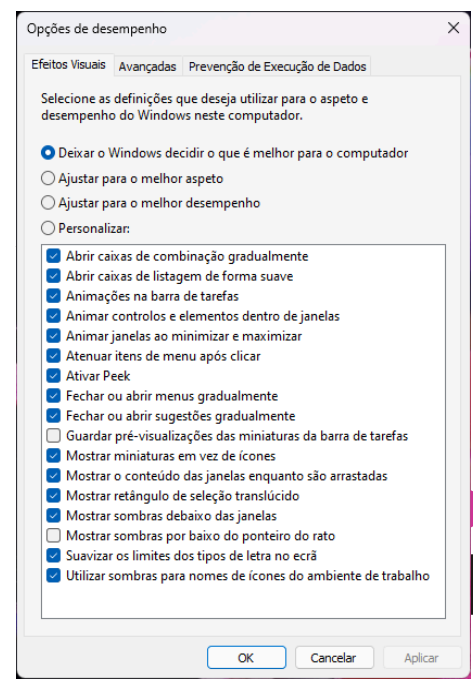 Opções de desempenho
Efeitos Visuais
Avançadas
Prevenção de Execução de Dados
Selecione as definições que deseja utilizar para o aspeto e
desempenho do Windows neste computador.
Deixar o Windows decidir o que é melhor para o computador
Ajustar para o melhor aspeto
Ajustar para o melhor desempenho
Personalizar:
Abrir caixas de combinação gradualmente
Abrir caixas de listagem de forma suave
Animações na barra de tarefas
Animar controlos e elementos dentro de janelas
Animar janelas ao minimizar e maximizar
Atenuar itens de menu após clicar
Ativar Peek
Fechar ou abrir menus gradualmente
Fechar ou abrir sugestões gradualmente
Guardar pré-visualizações das miniaturas da barra de tarefas
Mostrar miniaturas em vez de ícones
Mostrar o conteúdo das janelas enquanto são arrastadas
Mostrar retângulo de seleção translúcido
Mostrar sombras debaixo das janelas
Mostrar sombras por baixo do ponteiro do rato
Suavizar os limites dos tipos de letra no ecrã
Utilizar sombras para nomes de ícones do ambiente de trabalho
OK
Cancelar
Aplicar